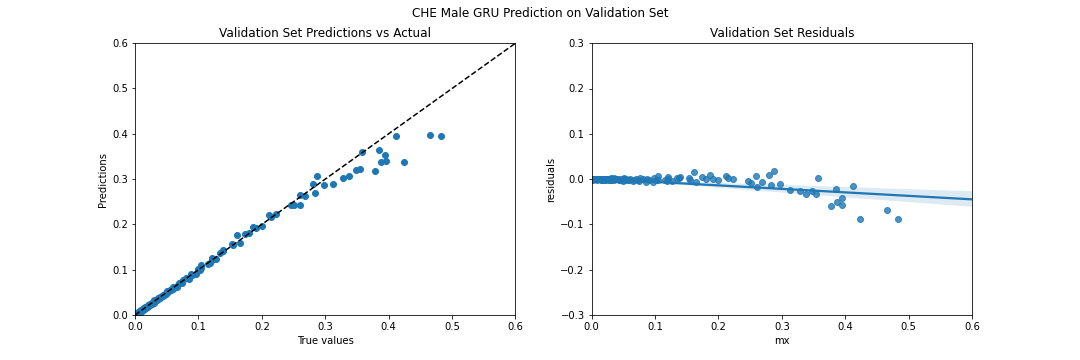 CHE Male GRU Prediction on Validation Set
Validation Set Predictions vs Actual
0.6
0.5
0.4
0.3
0.2
0.1
0.0
Predictions
0.0 0.1 0.2 0.3 0.4 0.5 0.6
True values
Validation Set Residuals
0.3
0.2
0.1
0.0
−0.1
−0.2
−0.3
residuals
0.0 0.1 0.2 0.3 0.4 0.5 0.6
mx